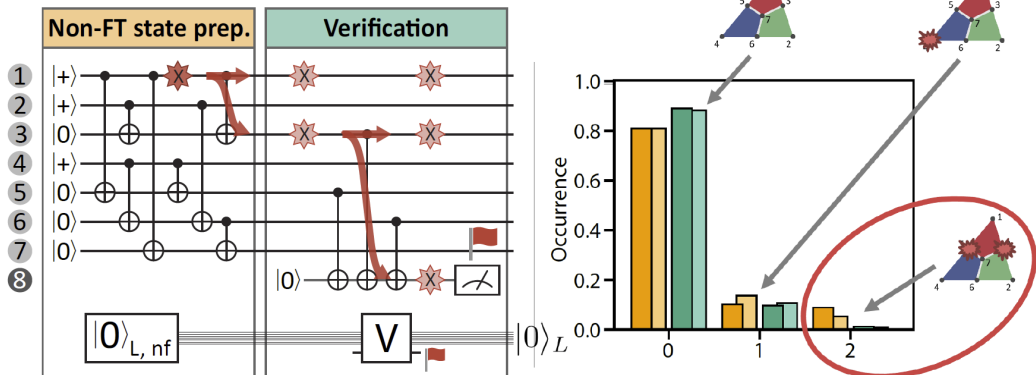 Non-FT state prep.
Verification
1 |+⟩ X X X
2 |+⟩
3 |0⟩ X X
4 |+⟩
5 |0⟩
6 |0⟩
7 |0⟩
8 |0⟩ X
|0⟩L, nf
V
|0⟩L
5 3
7
4 6 2
5 3
7
6 2
1.0
0.8
0.6
0.4
0.2
0.0
Occurrence
0 1 2
1
7
4 6 2